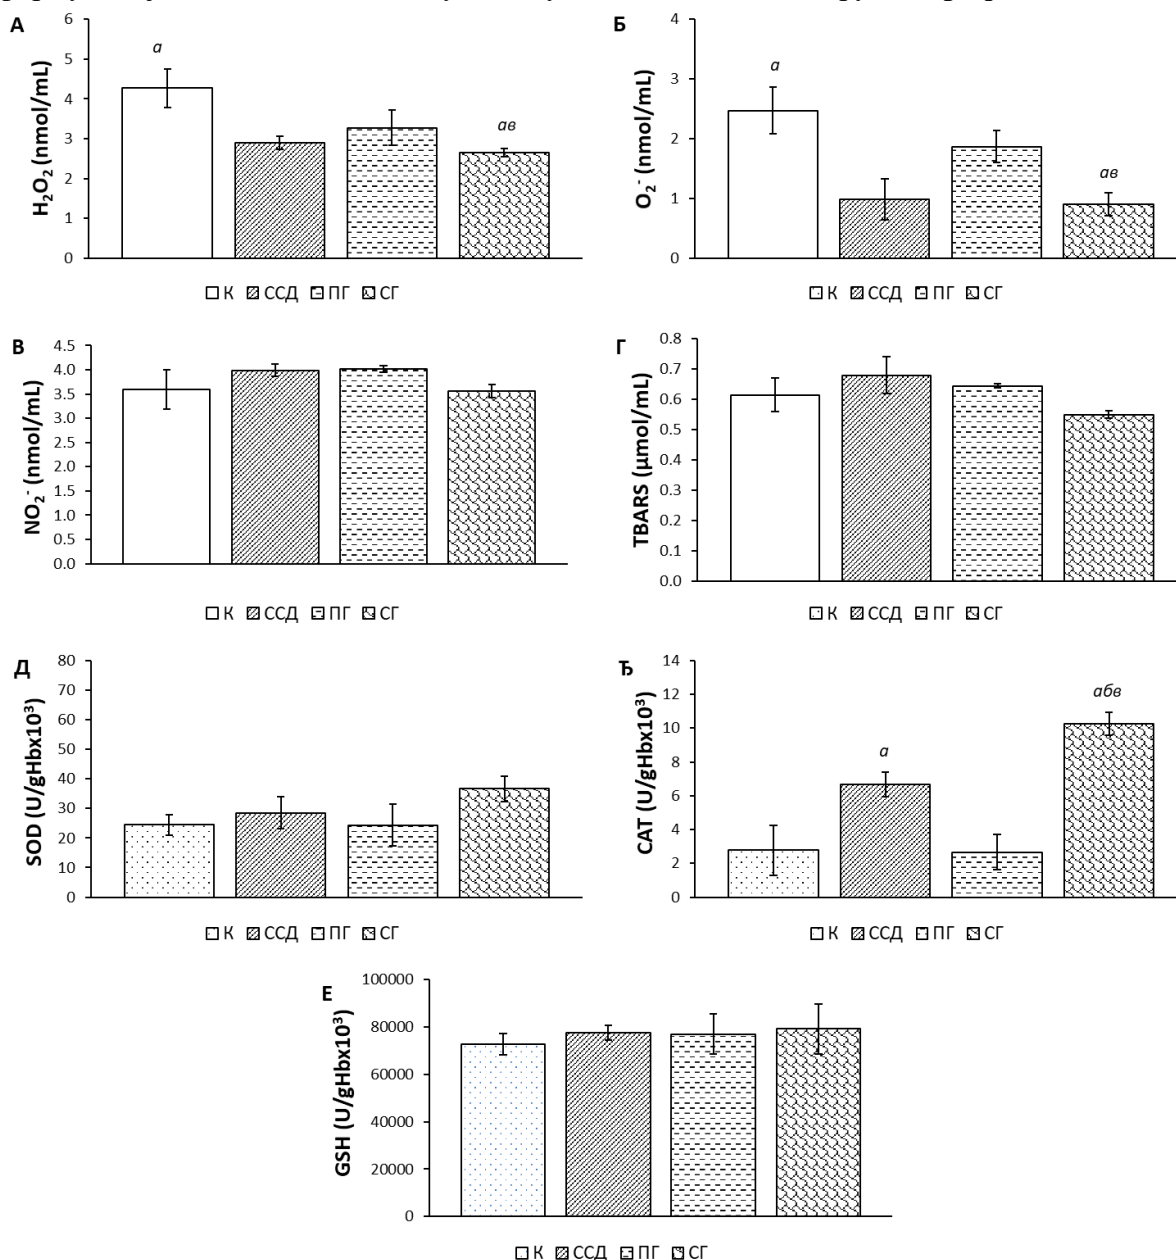 А
H₂O₂ (nmol/mL)
6
5
4
3
2
1
0
а
ав
К ССД ПГ СГ
Б
O₂⁻ (nmol/mL)
4
3
2
1
0
а
ав
К ССД ПГ СГ
В
NO₂⁻ (nmol/mL)
4.5
4.0
3.5
3.0
2.5
2.0
1.5
1.0
0.5
0.0
К ССД ПГ СГ
Г
TBARS (µmol/mL)
0.8
0.7
0.6
0.5
0.4
0.3
0.2
0.1
0.0
К ССД ПГ СГ
Д
SOD (U/gHbx10³)
80
70
60
50
40
30
20
10
0
К ССД ПГ СГ
Ђ
CAT (U/gHbx10³)
14
12
10
8
6
4
2
0
а
абв
К ССД ПГ СГ
Е
GSH (U/gHbx10³)
100000
80000
60000
40000
20000
0
К ССД ПГ СГ